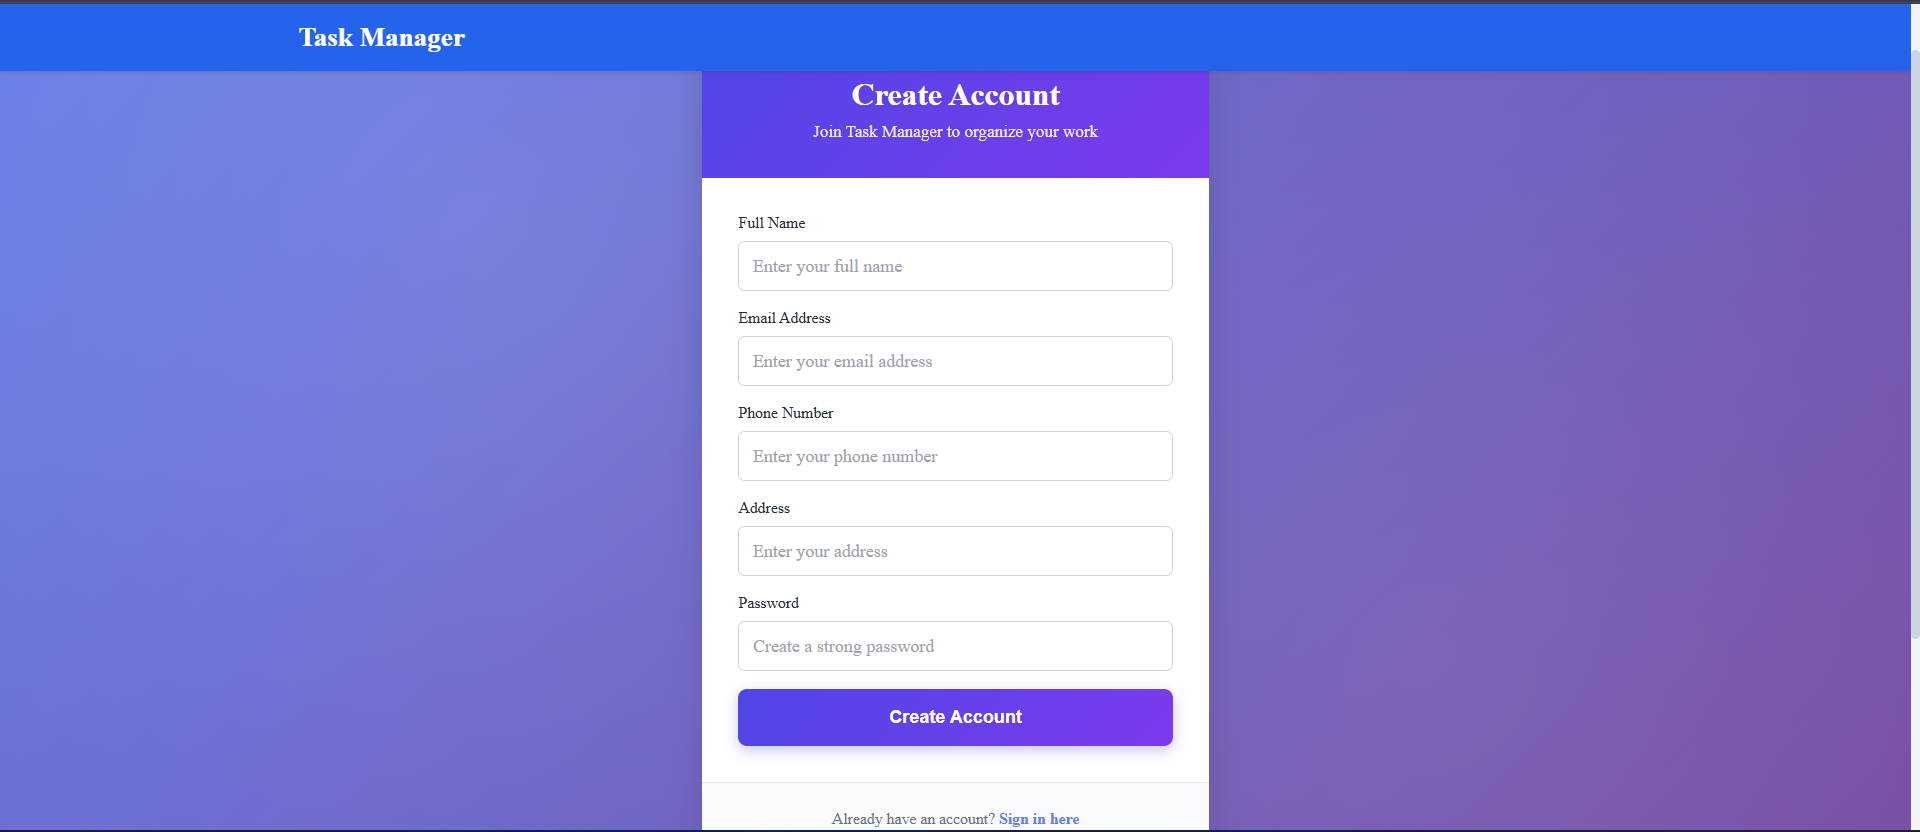 Task Manager
Create Account
Join Task Manager to organize your work
Full Name
Enter your full name
Email Address
Enter your email address
Phone Number
Enter your phone number
Address
Enter your address
Password
Create a strong password
Create Account
Already have an account? Sign in here